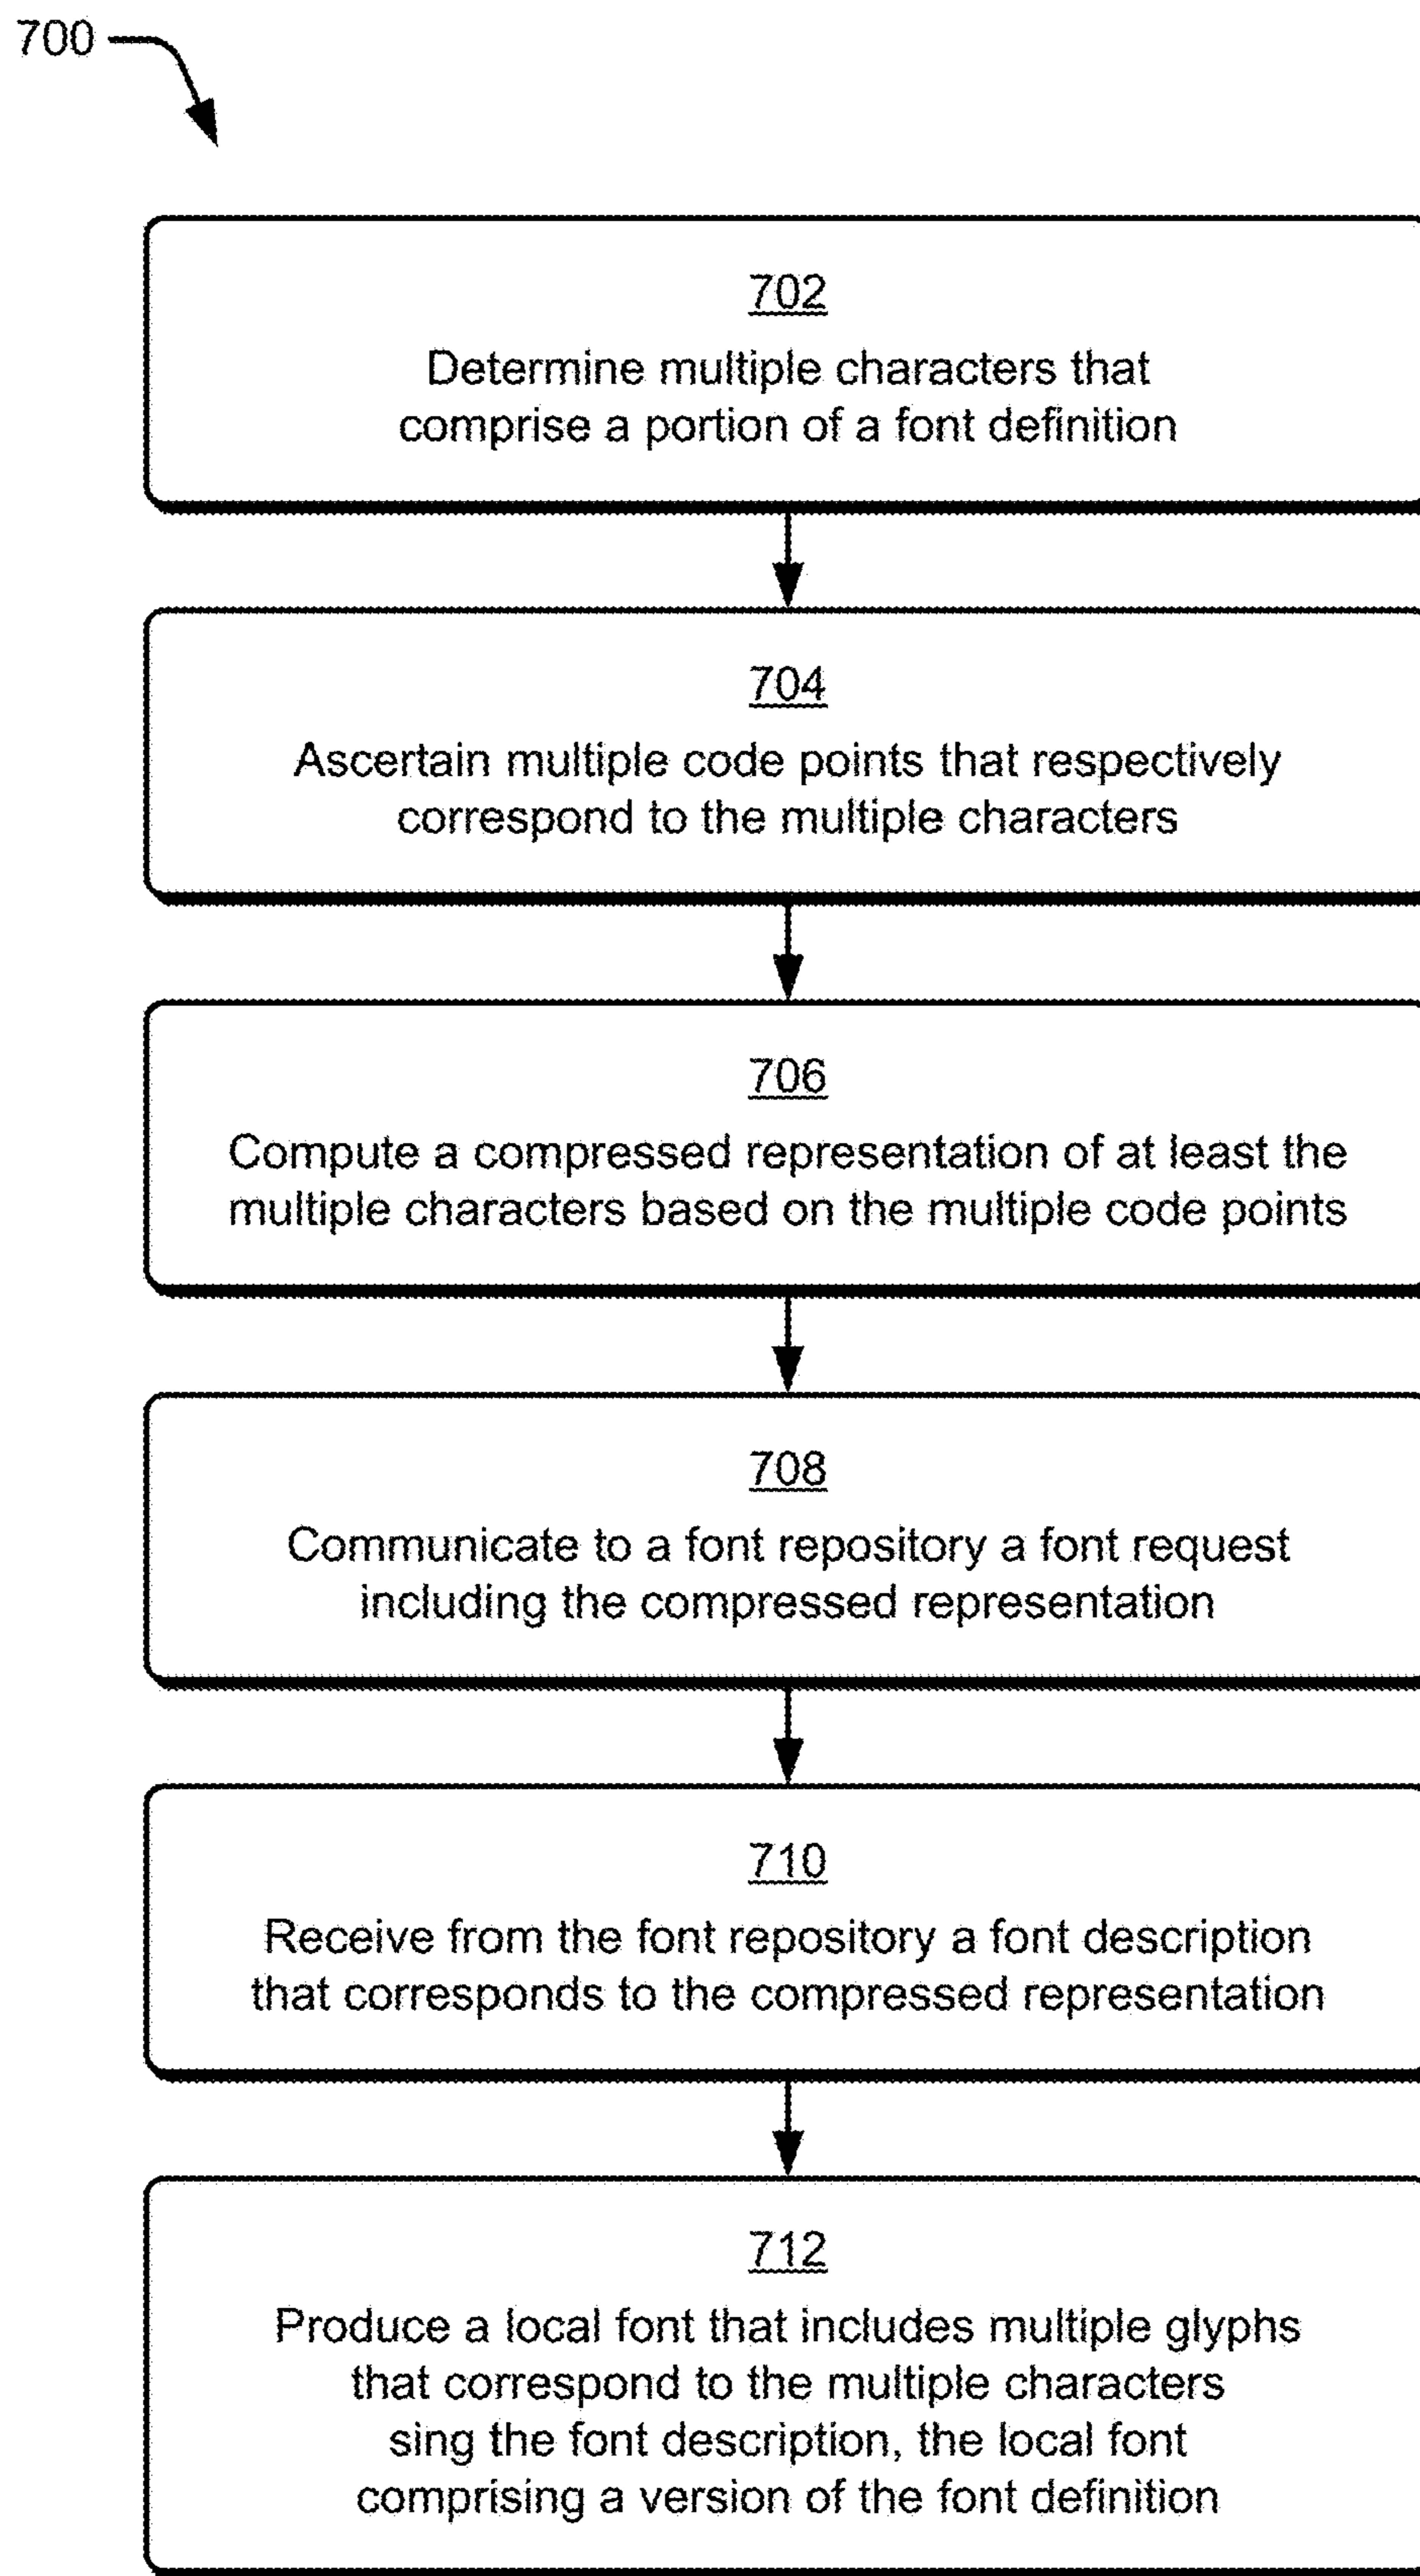 700
702
Determine multiple characters that
comprise a portion of a font definition
704
Ascertain multiple code points that respectively
correspond to the multiple characters
706
Compute a compressed representation of at least the
multiple characters based on the multiple code points
708
Communicate to a font repository a font request
including the compressed representation
710
Receive from the font repository a font description
that corresponds to the compressed representation
712
Produce a local font that includes multiple glyphs
that correspond to the multiple characters
sing the font description, the local font
comprising a version of the font definition